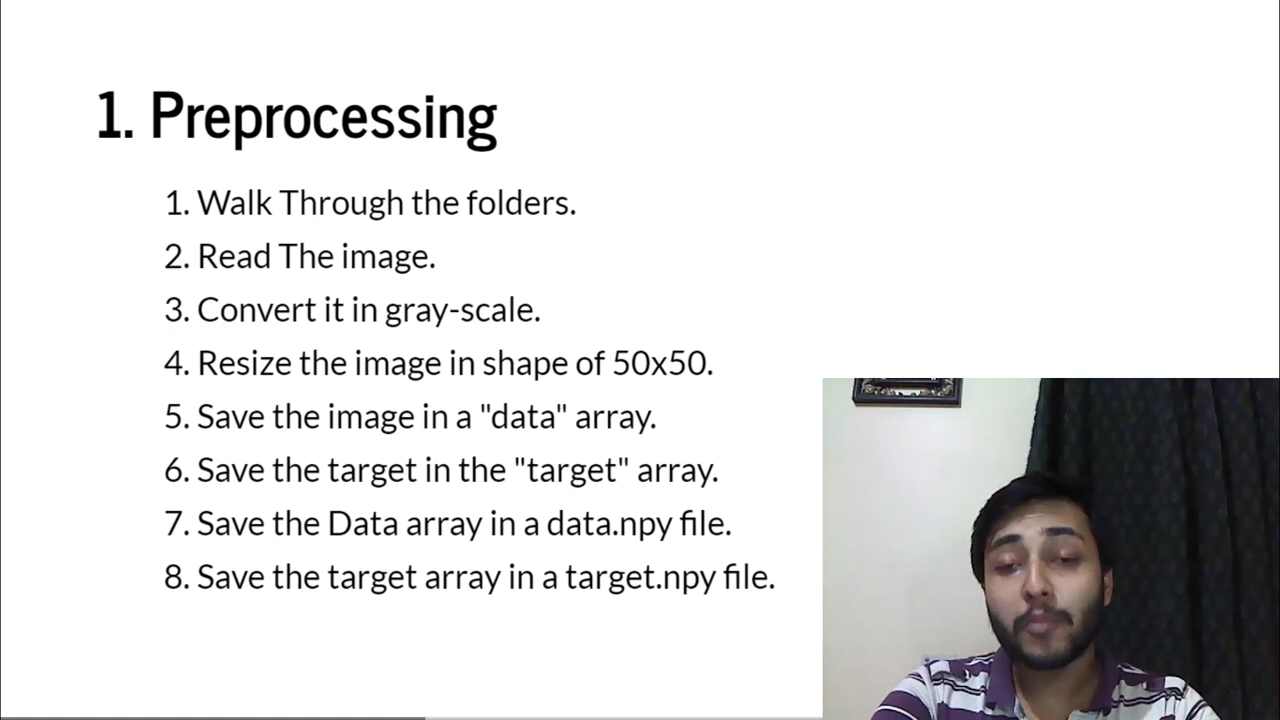 1. Preprocessing
1. Walk Through the folders.
2. Read The image.
3. Convert it in gray-scale.
4. Resize the image in shape of 50x50.
5. Save the image in a "data" array.
6. Save the target in the "target" array.
7. Save the Data array in a data.npy file.
8. Save the target array in a target.npy file.